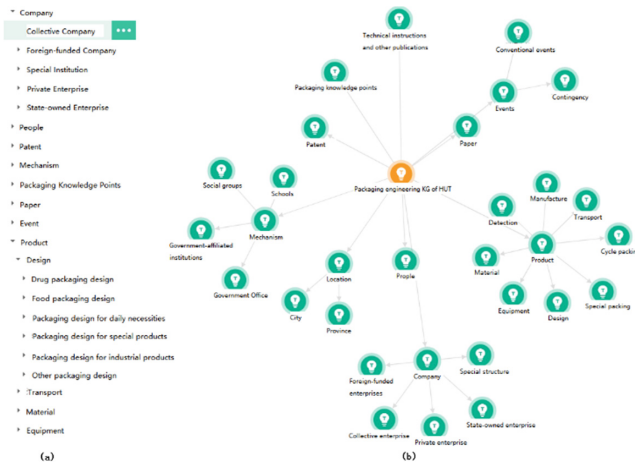 Company
Collective Company
Foreign-funded Company
Special Institution
Private Enterprise
State-owned Enterprise
People
Patent
Mechanism
Packaging Knowledge Points
Paper
Event
Product
Design
Drug packaging design
Food packaging design
Packaging design for daily necessities
Packaging design for special products
Packaging design for industrial products
Other packaging design
Transport
Material
Equipment
(a)
Technical instructions
and other publications
Conventional events
Packaging knowledge points
Events
Contingency
Patent
Paper
Packaging engineering KG of HUT
Social groups
Schools
Mechanism
Government-affiliated
institutions
Government Office
Manufacture
Detection
Transport
Product
Cycle packin
Material
Equipment
Design
Special packing
Location
City
Province
Prople
Company
Special structure
Foreign-funded
enterprises
Collective enterprise
Private enterprise
State-owned enterprise
(b)